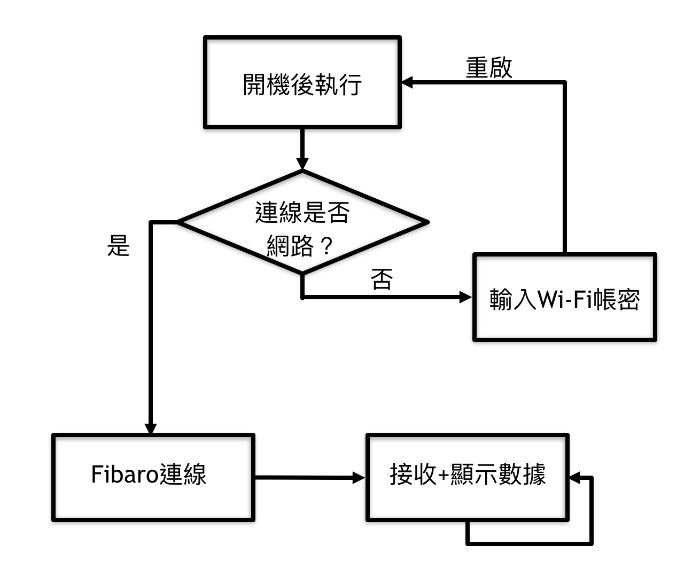 開機後執行
重啟
連線是否
網路？
是
否
輸入Wi-Fi帳密
Fibaro連線
接收+顯示數據